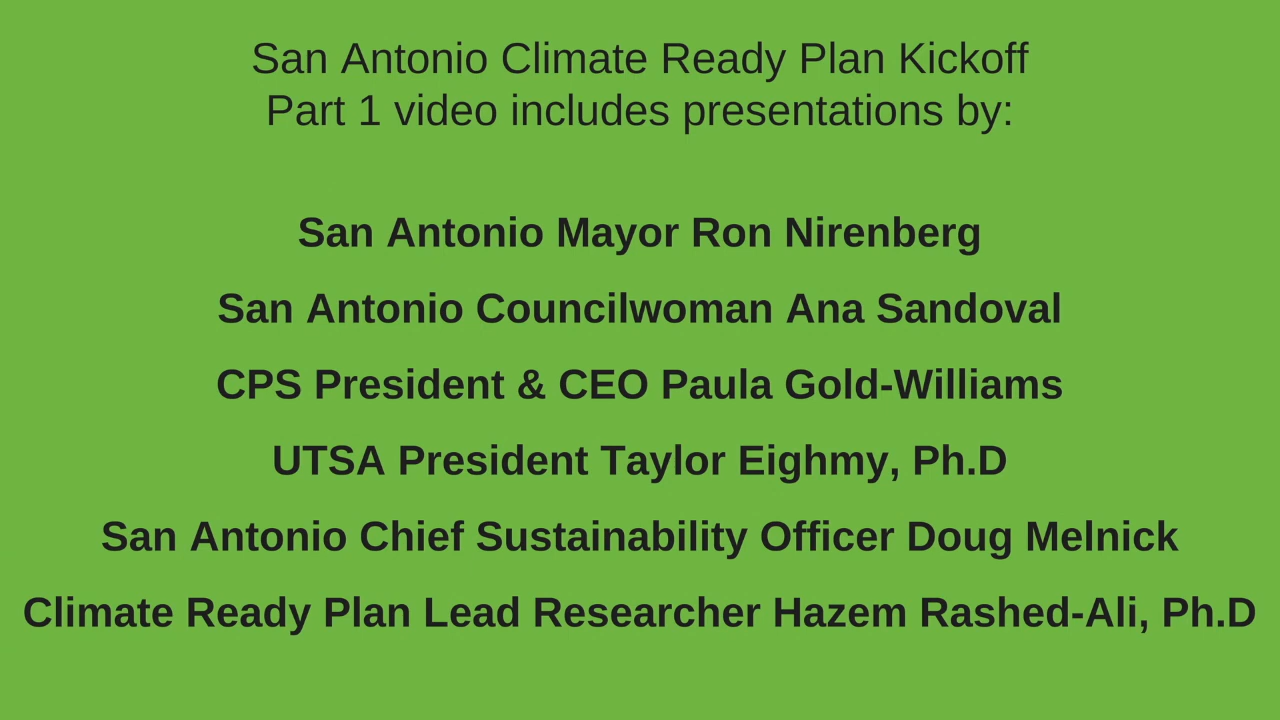 San Antonio Climate Ready Plan Kickoff
Part 1 video includes presentations by:
San Antonio Mayor Ron Nirenberg
San Antonio Councilwoman Ana Sandoval
CPS President & CEO Paula Gold-Williams
UTSA President Taylor Eighmy, Ph.D
San Antonio Chief Sustainability Officer Doug Melnick
Climate Ready Plan Lead Researcher Hazem Rashed-Ali, Ph.D